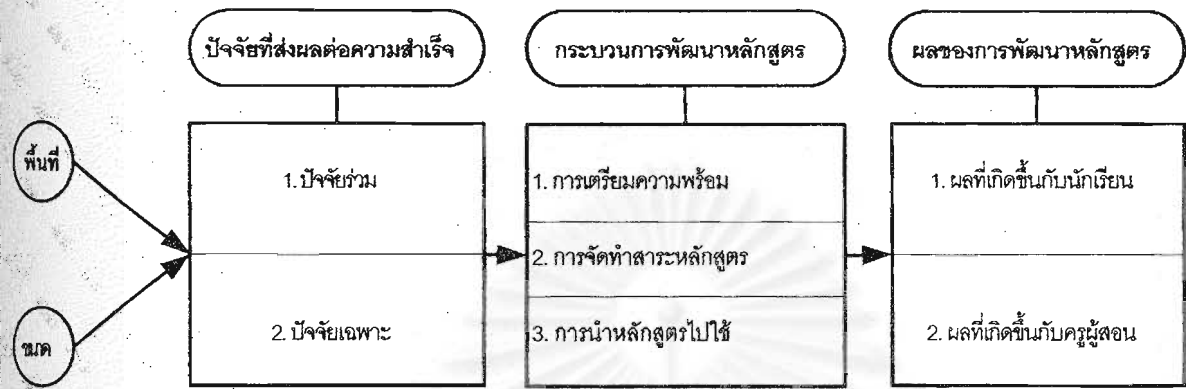 ปัจจัยที่ส่งผลต่อความสำเร็จ
กระบวนการพัฒนาหลักสูตร
ผลของการพัฒนาหลักสูตร
พื้นที่
ขนาด
1. ปัจจัยร่วม
2. ปัจจัยเฉพาะ
1. การเตรียมความพร้อม
2. การจัดทำสาระหลักสูตร
3. การนำหลักสูตรไปใช้
1. ผลที่เกิดขึ้นกับนักเรียน
2. ผลที่เกิดขึ้นกับครูผู้สอน